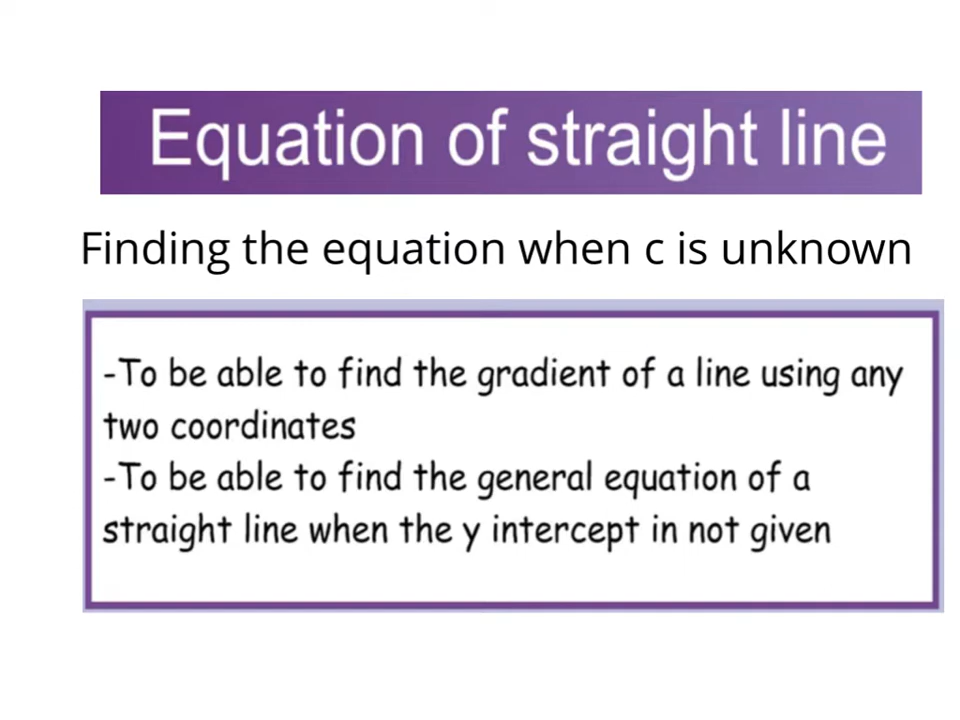 Equation of straight line
Finding the equation when c is unknown
-To be able to find the gradient of a line using any
two coordinates
-To be able to find the general equation of a
straight line when the y intercept in not given